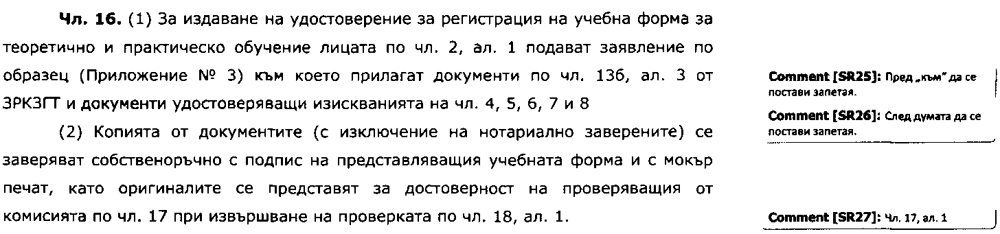 Чл. 16. (1) За издаване на удостоверение за регистрация на учебна форма за
теоретично и практическо обучение лицата по чл. 2, ал. 1 подават заявление по
образец (Приложение № 3) към което прилагат документи по чл. 13б, ал. 3 от
ЗРКЗГТ и документи удостоверяващи изискванията на чл. 4, 5, 6, 7 и 8
(2) Копията от документите (с изключение на нотариално заверените) се
заверяват собственоръчно с подпис на представляващия учебната форма и с мокър
печат, като оригиналите се представят за достоверност на проверяващия от
комисията по чл. 17 при извършване на проверката по чл. 18, ал. 1.
Comment [SR25]: Пред „към" да се
постави запетая.
Comment [SR26]: След думата да се
постави запетая.
Comment [SR27]: Чл. 17, ал. 1